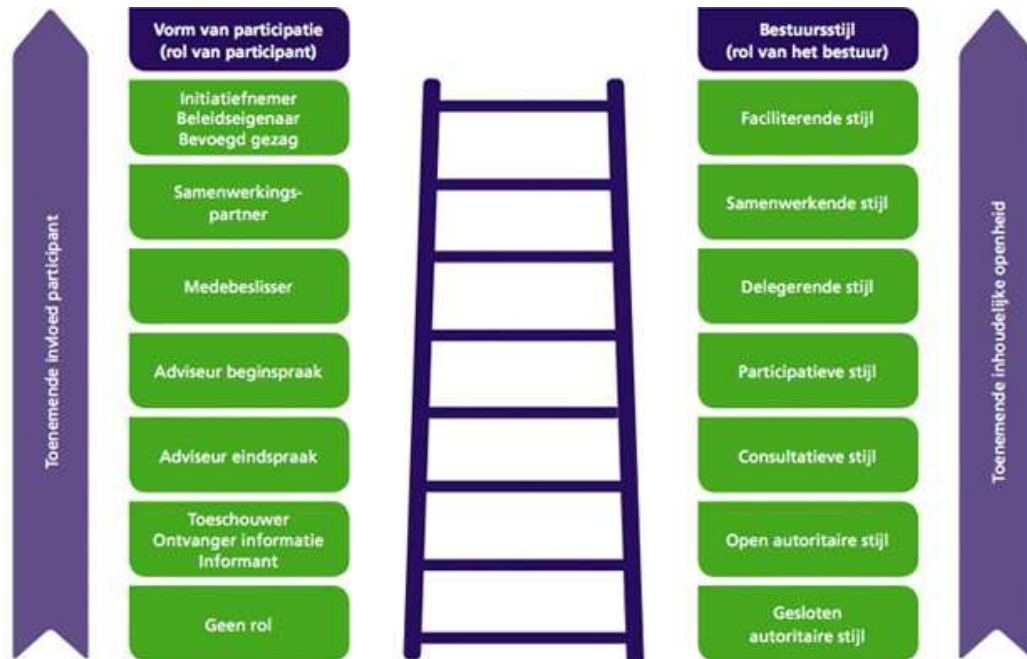 Vorm van participatie
(rol van participant)
Bestuursstijl
(rol van het bestuur)
Initiatiefnemer
Beleidseigenaar
Bevoegd gezag
Faciliterende stijl
Samenwerkings-
partner
Samenwerkende stijl
Medebeslisser
Delegerende stijl
Adviseur beginspraak
Participatieve stijl
Adviseur eindspraak
Consultatieve stijl
Toeschouwer
Ontvanger informatie
Informant
Open autoritaire stijl
Geen rol
Gesloten
autoritaire stijl
Toenemende invloed participant
Toenemende inhoudelijke openheid